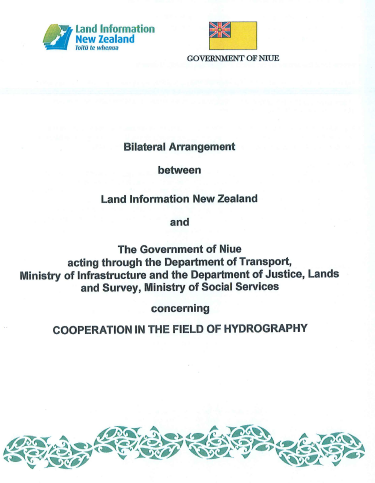 Land Information
New Zealand
Toitū te whenua
GOVERNMENT OF NIUE
Bilateral Arrangement
between
Land Information New Zealand
and
The Government of Niue
acting through the Department of Transport,
Ministry of Infrastructure and the Department of Justice, Lands
and Survey, Ministry of Social Services
concerning
COOPERATION IN THE FIELD OF HYDROGRAPHY